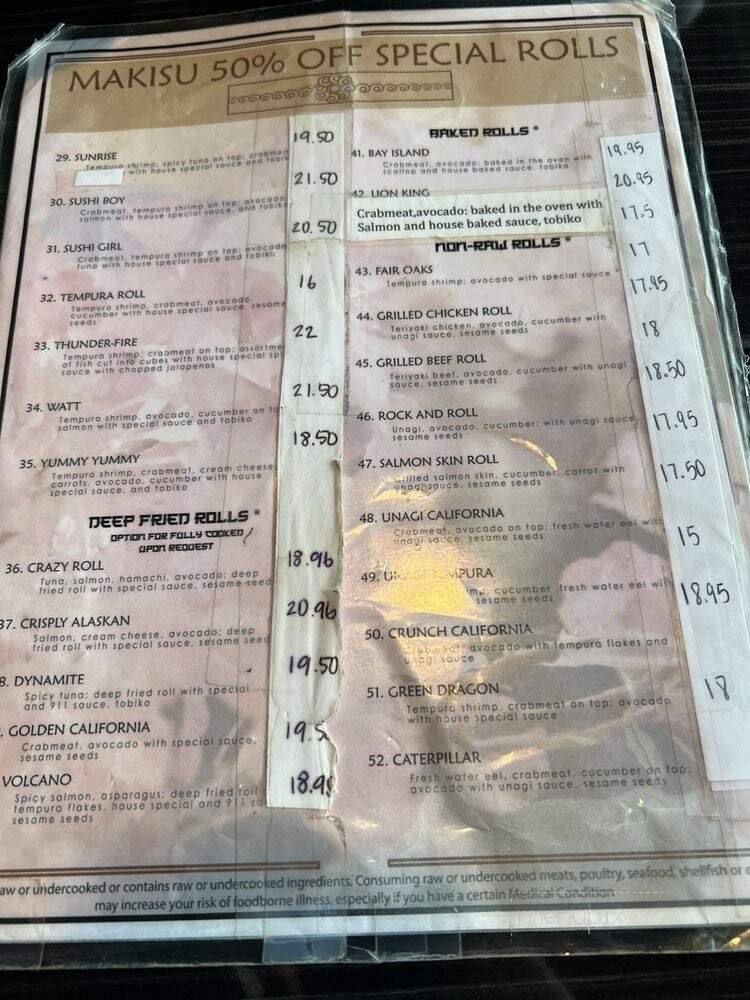 MAKISU 50% OFF SPECIAL ROLLS
29. SUNRISE
Tempura shrimp, spicy tuna on top; crabmea
with house special sauce and tobik
19.50
30. SUSHI BOY
Crabmeat, tempura shrimp on top; avocado
salmon with house special sauce, and tobiko
21.50
31. SUSHI GIRL
Crabmeat, tempura shrimp on top; avocado
tuna with house special sauce and tobiko
20.50
32. TEMPURA ROLL
Tempura shrimp, crabmeat, avocado,
cucumber with house special sauce, sesame
seeds
16
33. THUNDER-FIRE
Tempura shrimp, crabmeat on top; assortme
of fish cut into cubes with house special sp
sauce with chopped jalapenos
22
34. WATT
Tempura shrimp, avocado, cucumber on to
salmon with special sauce and tobiko
21.50
35. YUMMY YUMMY
Tempura shrimp, crabmeat, cream cheese
carrots, avocado, cucumber with house
special sauce, and tobiko
18.50
DEEP FRIED ROLLS *
OPTION FOR FULLY COOKED
UPON REQUEST
36. CRAZY ROLL
Tuna, salmon, hamachi, avocado; deep
fried roll with special sauce, sesame seed
18.96
37. CRISPLY ALASKAN
Salmon, cream cheese, avocado; deep
fried roll with special sauce, sesame seed
20.96
8. DYNAMITE
Spicy tuna; deep fried roll with special
and 911 sauce, tobiko
19.50
. GOLDEN CALIFORNIA
Crabmeat, avocado with special sauce,
sesame seeds
19.5
VOLCANO
Spicy salmon, asparagus; deep fried roll
tempura flakes, house special and 911 sa
sesame seeds
18.95
BAKED ROLLS *
41. BAY ISLAND
Crabmeat, avocado; baked in the oven with
scallop and house baked sauce, tobiko
19.95
42. LION KING
Crabmeat,avocado: baked in the oven with
Salmon and house baked sauce, tobiko
20.95
NON-RAW ROLLS *
17.5
43. FAIR OAKS
Tempura shrimp; avocado with special sauce
17
44. GRILLED CHICKEN ROLL
Teriyaki chicken, avocado, cucumber with
unagi sauce, sesame seeds
17.95
45. GRILLED BEEF ROLL
Teriyaki beef, avocado, cucumber with unagi
sauce, sesame seeds
18
46. ROCK AND ROLL
Unagi, avocado, cucumber; with unagi sauce
sesame seeds
18.50
47. SALMON SKIN ROLL
Grilled salmon skin, cucumber, carrot with
unagi sauce, sesame seeds
17.95
48. UNAGI CALIFORNIA
Crabmeat, avocado on top; fresh water eel with
unagi sauce, sesame seeds
17.50
49. UNAGI TEMPURA
cucumber fresh water eel wit
sesame seeds
15
50. CRUNCH CALIFORNIA
Crabmeat, avocado with tempura flakes and
unagi sauce
18.95
51. GREEN DRAGON
Tempura shrimp, crabmeat on top; avocado
with house special sauce
18
52. CATERPILLAR
Fresh water eel, crabmeat, cucumber on top;
avocado with unagi sauce, sesame seeds
aw or undercooked or contains raw or undercooked ingredients. Consuming raw or undercooked meats, poultry, seafood, shellfish or e
may increase your risk of foodborne illness, especially if you have a certain Medical Condition